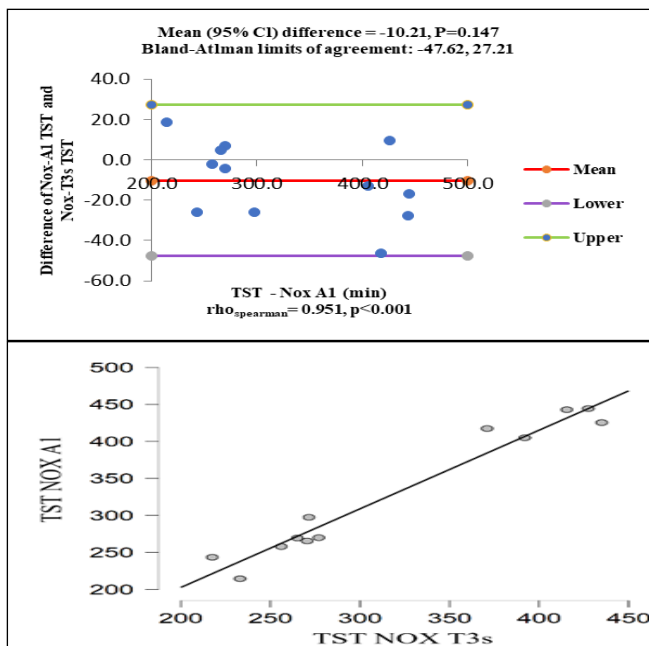 Mean (95% Cl) difference = -10.21, P=0.147
Bland-Atlman limits of agreement: -47.62, 27.21
Difference of Nox-A1 TST and
Nox-T3s TST
40.0
20.0
0.0
-20.0
-40.0
-60.0
200.0
300.0
400.0
500.0
Mean
Lower
Upper
TST - Nox A1 (min)
rhospearman= 0.951, p<0.001
TST NOX A1
500
450
400
350
300
250
200
200
250
300
350
400
450
TST NOX T3s